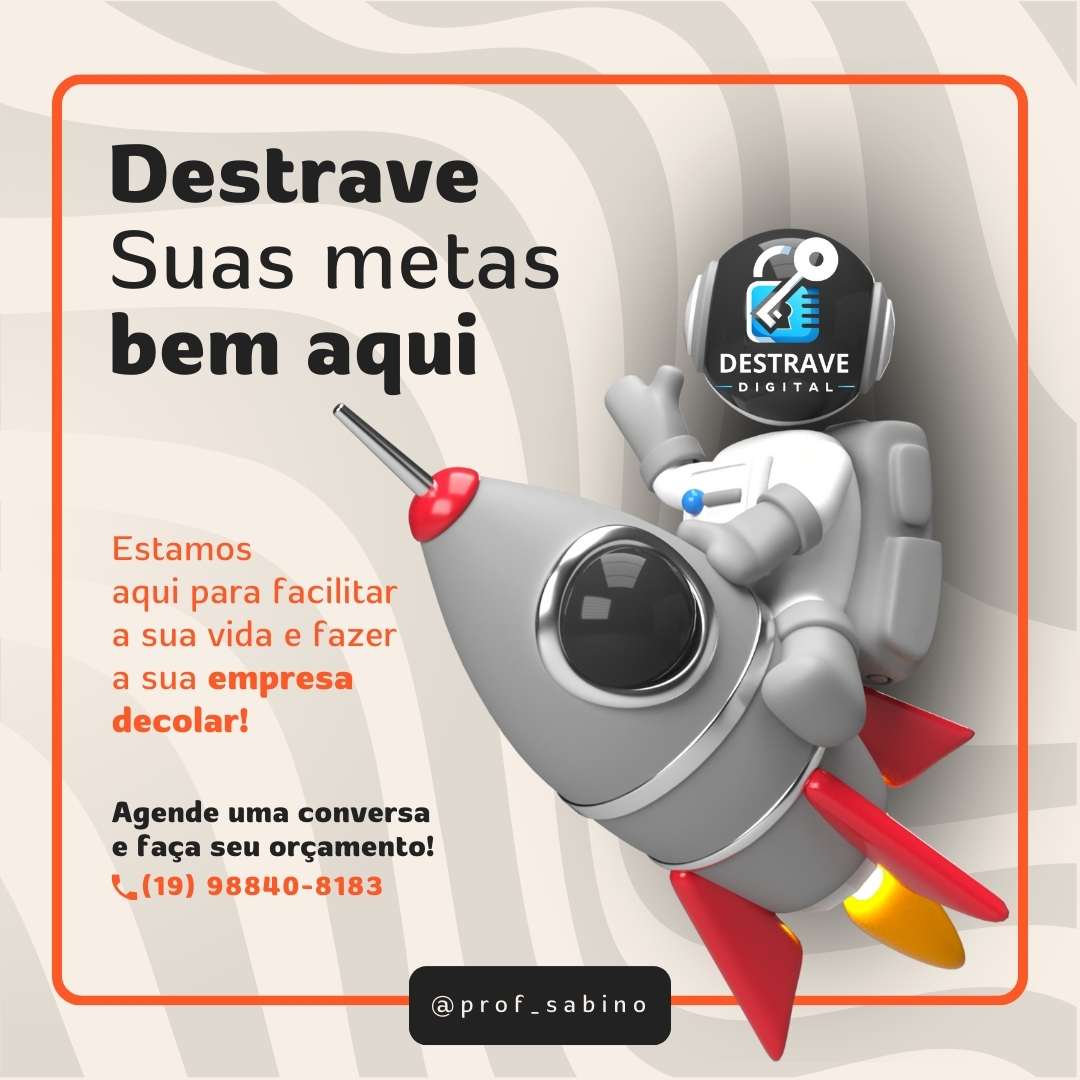 Destrave
Suas metas
bem aqui
DESTRAVE
DIGITAL
Estamos
aqui para facilitar
a sua vida e fazer
a sua empresa
decolar!
Agende uma conversa
e faça seu orçamento!
(19) 98840-8183
@prof_sabino